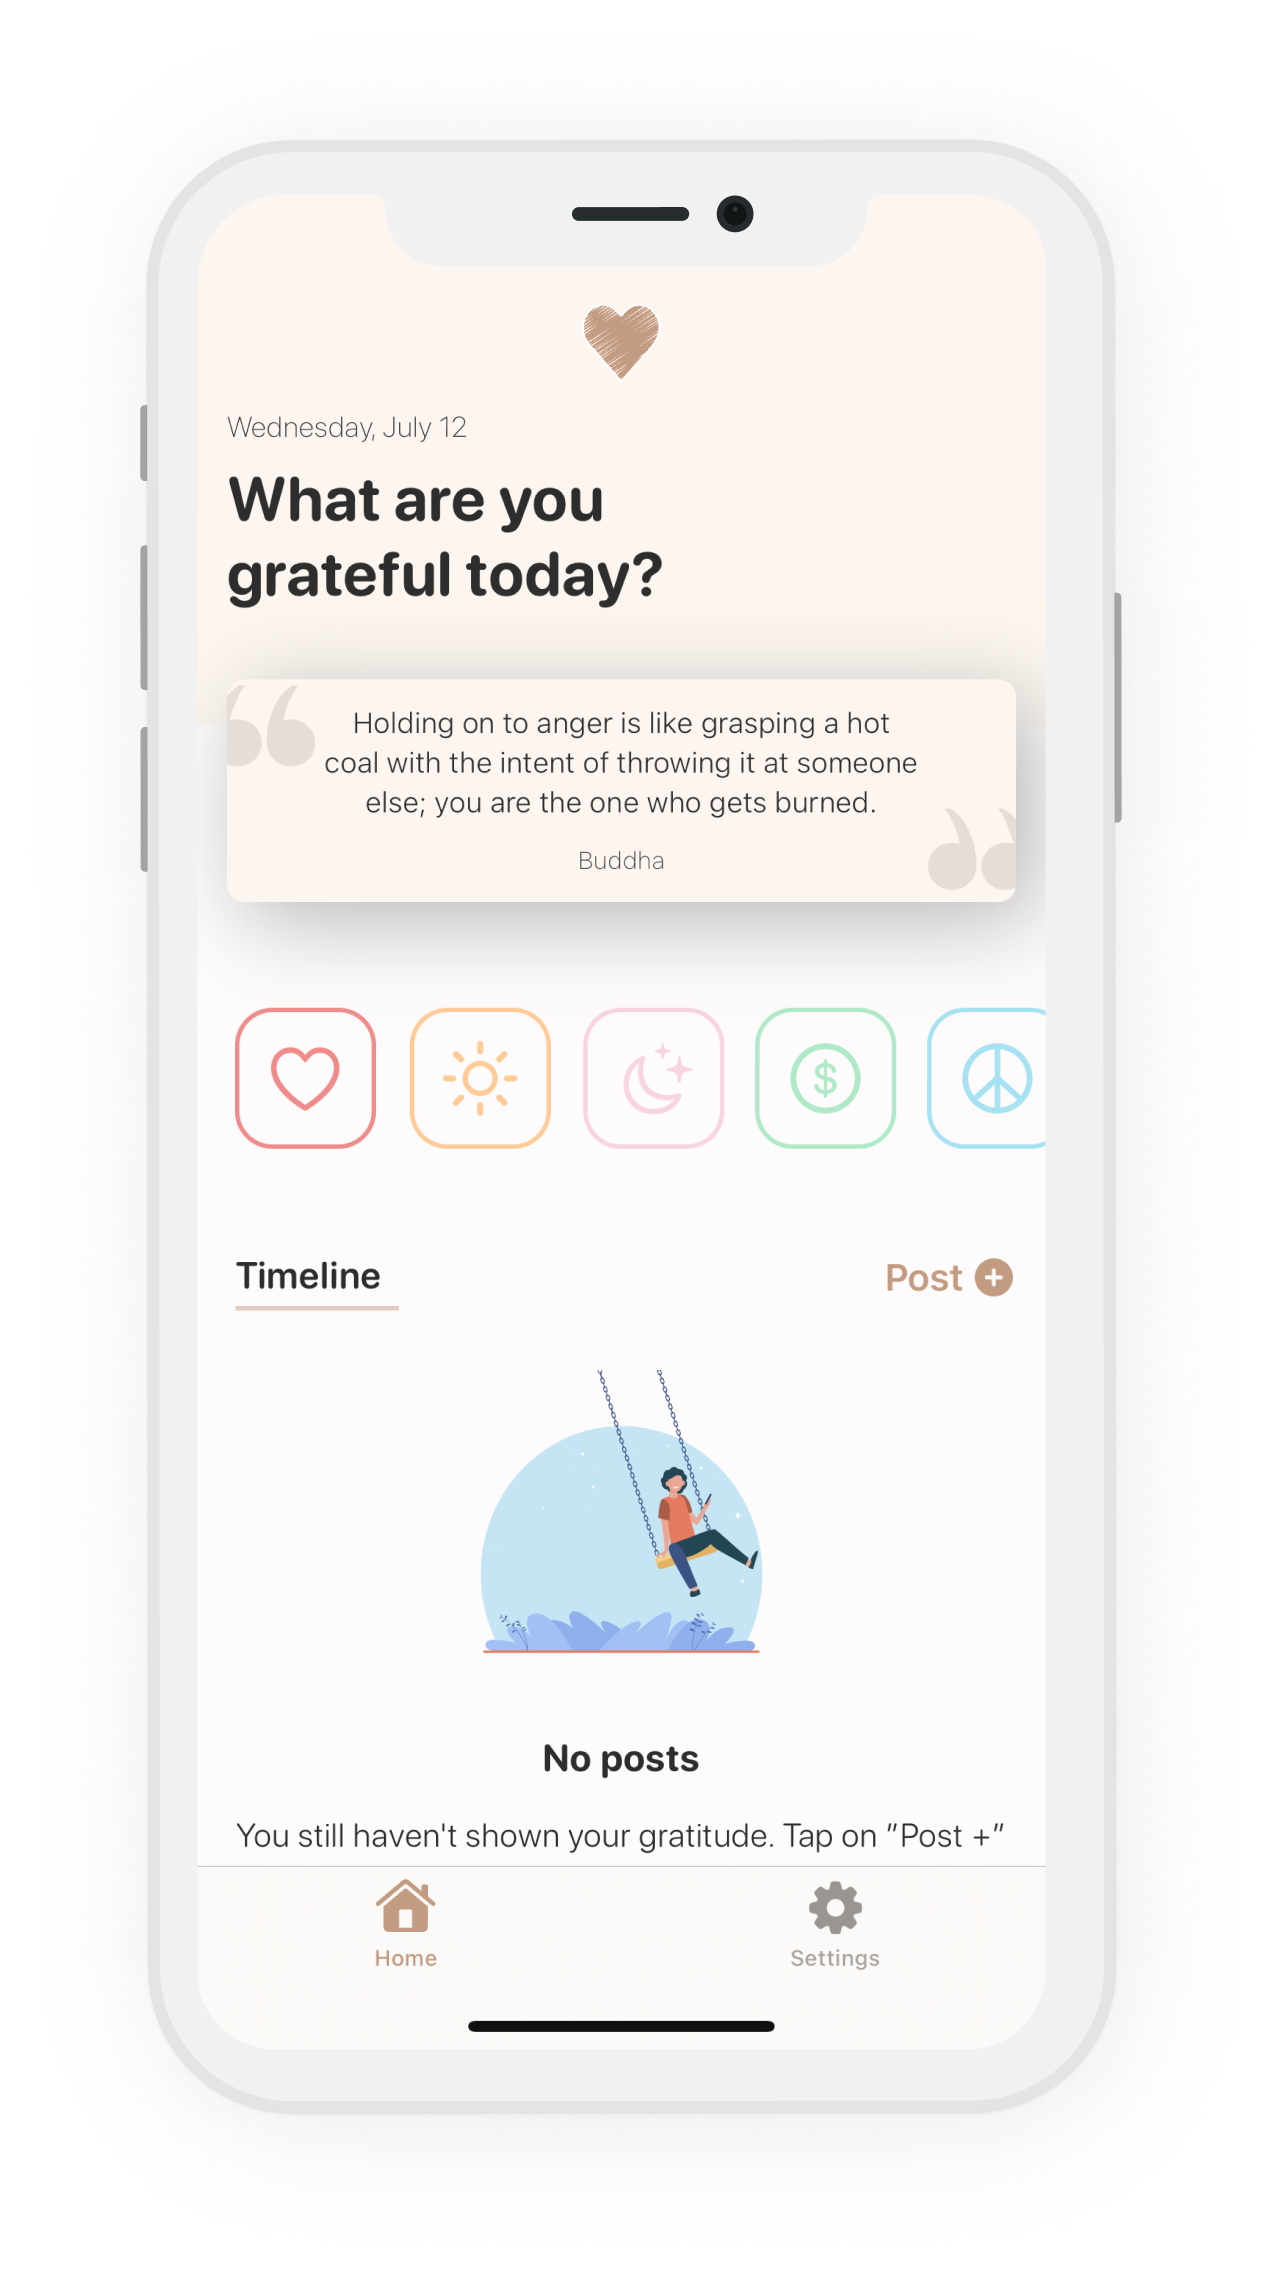 Wednesday, July 12
What are you
grateful today?
Holding on to anger is like grasping a hot
coal with the intent of throwing it at someone
else; you are the one who gets burned.
Buddha
Timeline
Post
No posts
You still haven't shown your gratitude. Tap on "Post +"
Home
Settings